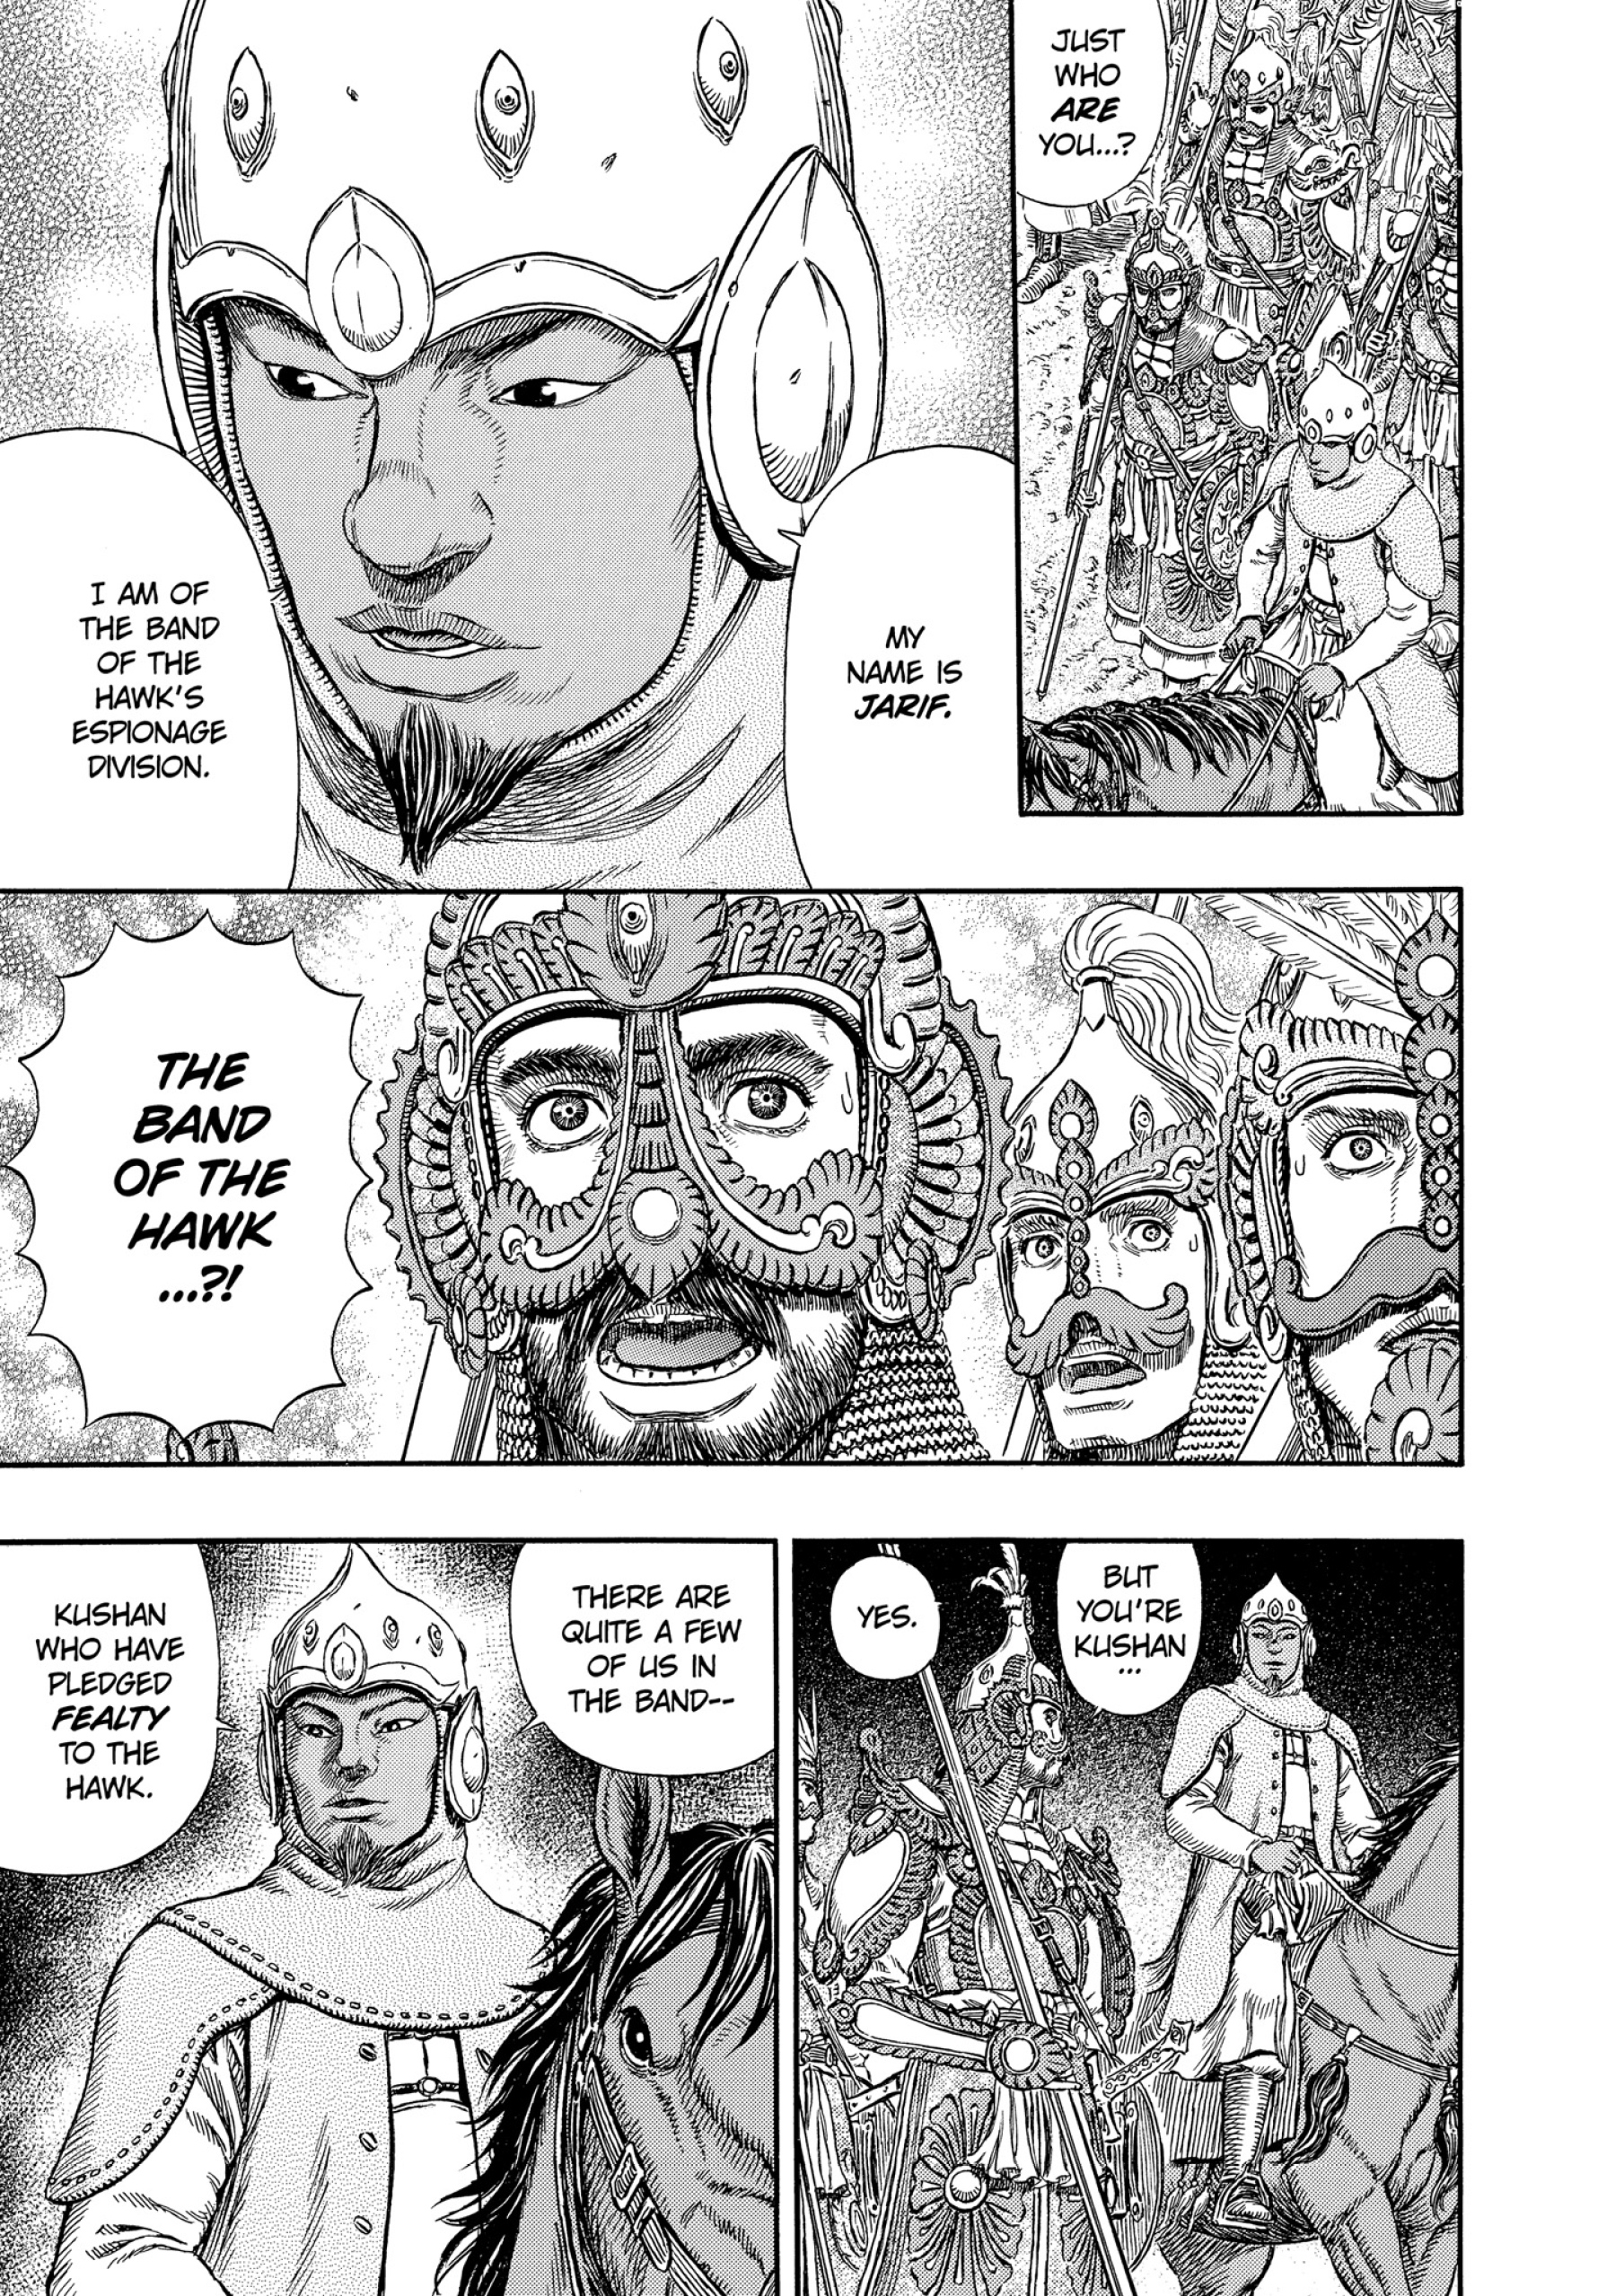 JUST
WHO
ARE
YOU...?
MY
NAME IS
JARIF.
I AM OF
THE BAND
OF THE
HAWK'S
ESPIONAGE
DIVISION.
THE
BAND
OF THE
HAWK
...?!
BUT
YOU'RE
KUSHAN
...
YES.
THERE ARE
QUITE A FEW
OF US IN
THE BAND--
KUSHAN
WHO HAVE
PLEDGED
FEALTY
TO THE
HAWK.